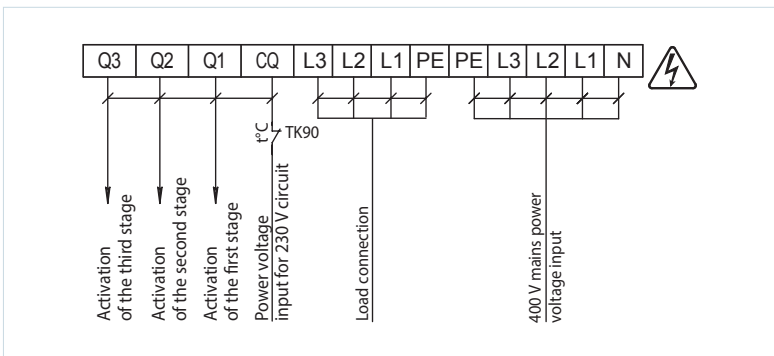 Q3 Q2 Q1 CQ L3 L2 L1 PE PE L3 L2 L1 N
t°C
TK90
Activation
of the third stage
Activation
of the second stage
Activation
of the first stage
Power voltage
input for 230 V circuit
Load connection
400 V mains power
voltage input